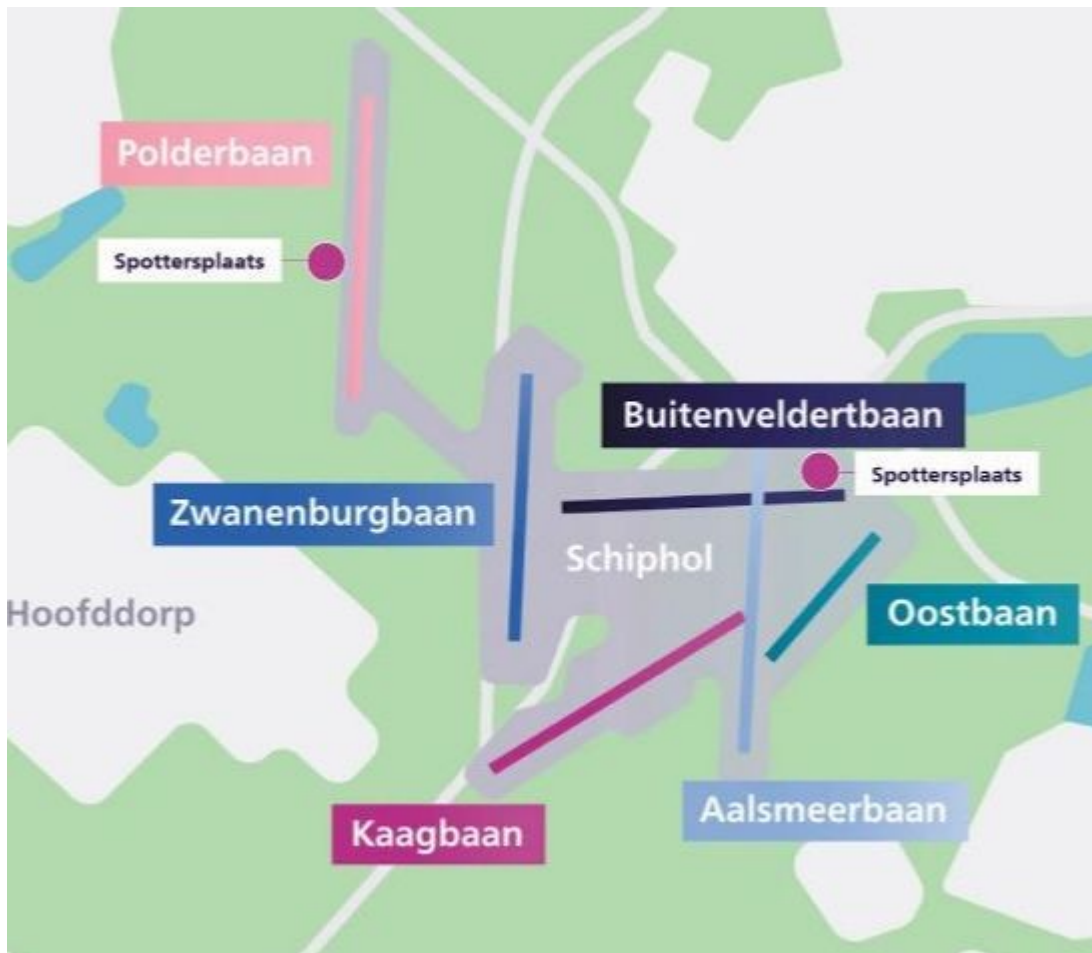 Polderbaan
Spottersplaats
Buitenveldertbaan
Spottersplaats
Zwanenburgbaan
Schiphol
Hoofddorp
Oostbaan
Aalsmeerbaan
Kaagbaan